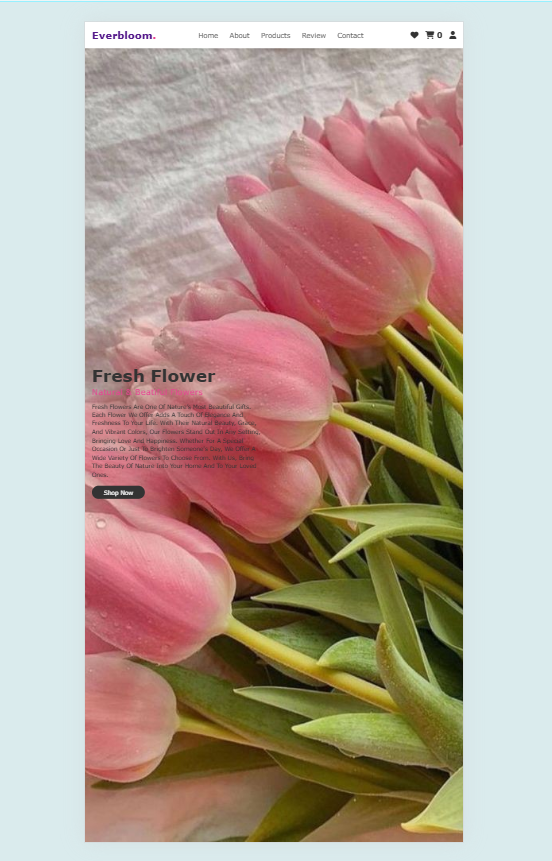 Everbloom.
Home About Products Review Contact
0
Fresh Flower
Fresh Flowers Are One Of Nature's Most Beautiful Gifts.
Each Flower We Offer Adds A Touch Of Elegance And
Freshness To Your Life. With Their Natural Beauty, Grace,
And Vibrant Colors, Our Flowers Stand Out In Any Setting,
Bringing Love And Happiness. Whether For A Special
Occasion Or Just To Brighten Someone's Day, We Offer A
Wide Variety Of Flowers To Choose From. With Us, Bring
The Beauty Of Nature Into Your Home And To Your Loved
Ones.
Shop Now